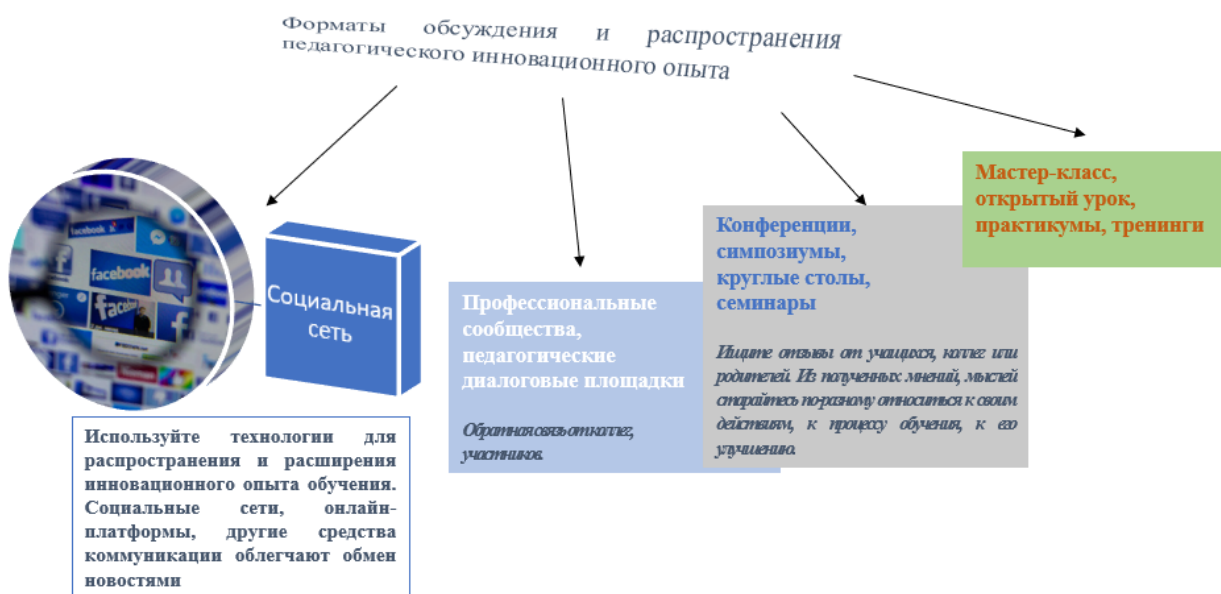 Форматы обсуждения и распространения
педагогического инновационного опыта
facebook
facebook
Социальная
сеть
Используйте технологии для
распространения и расширения
инновационного опыта обучения.
Социальные сети, онлайн-
платформы, другие средства
коммуникации облегчают обмен
новостями
Профессиональные
сообщества,
педагогические
диалоговые площадки
Обратная связь от коллег,
участников.
Конференции,
симпозиумы,
круглые столы,
семинары
Ищите отзывы от учащихся, коллег или
родителей. Из полученных мнений, мыслей
старайтесь по-разному относиться к своим
действиям, к процессу обучения, к его
улучшению.
Мастер-класс,
открытый урок,
практикумы, тренинги